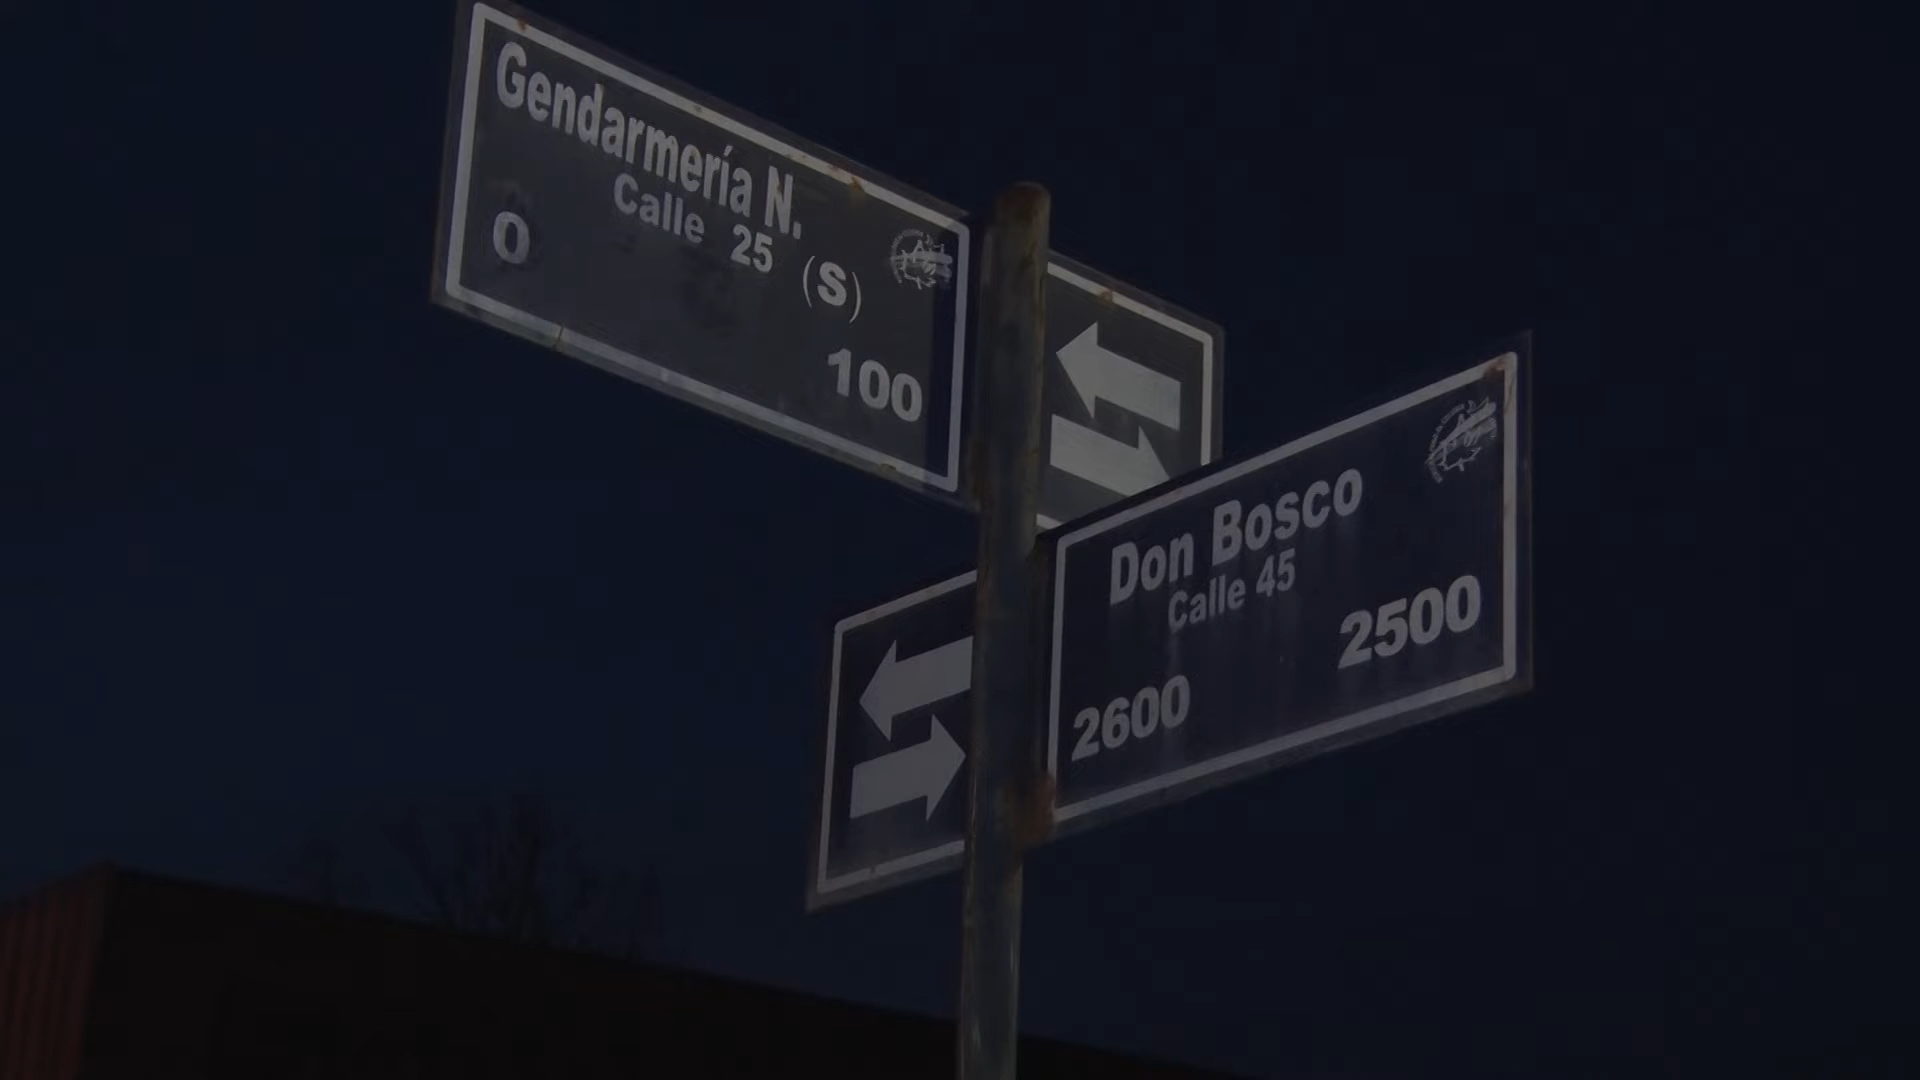 Gendarmería N.
Calle 25 (S)
0 100
Don Bosco
Calle 45
2600 2500